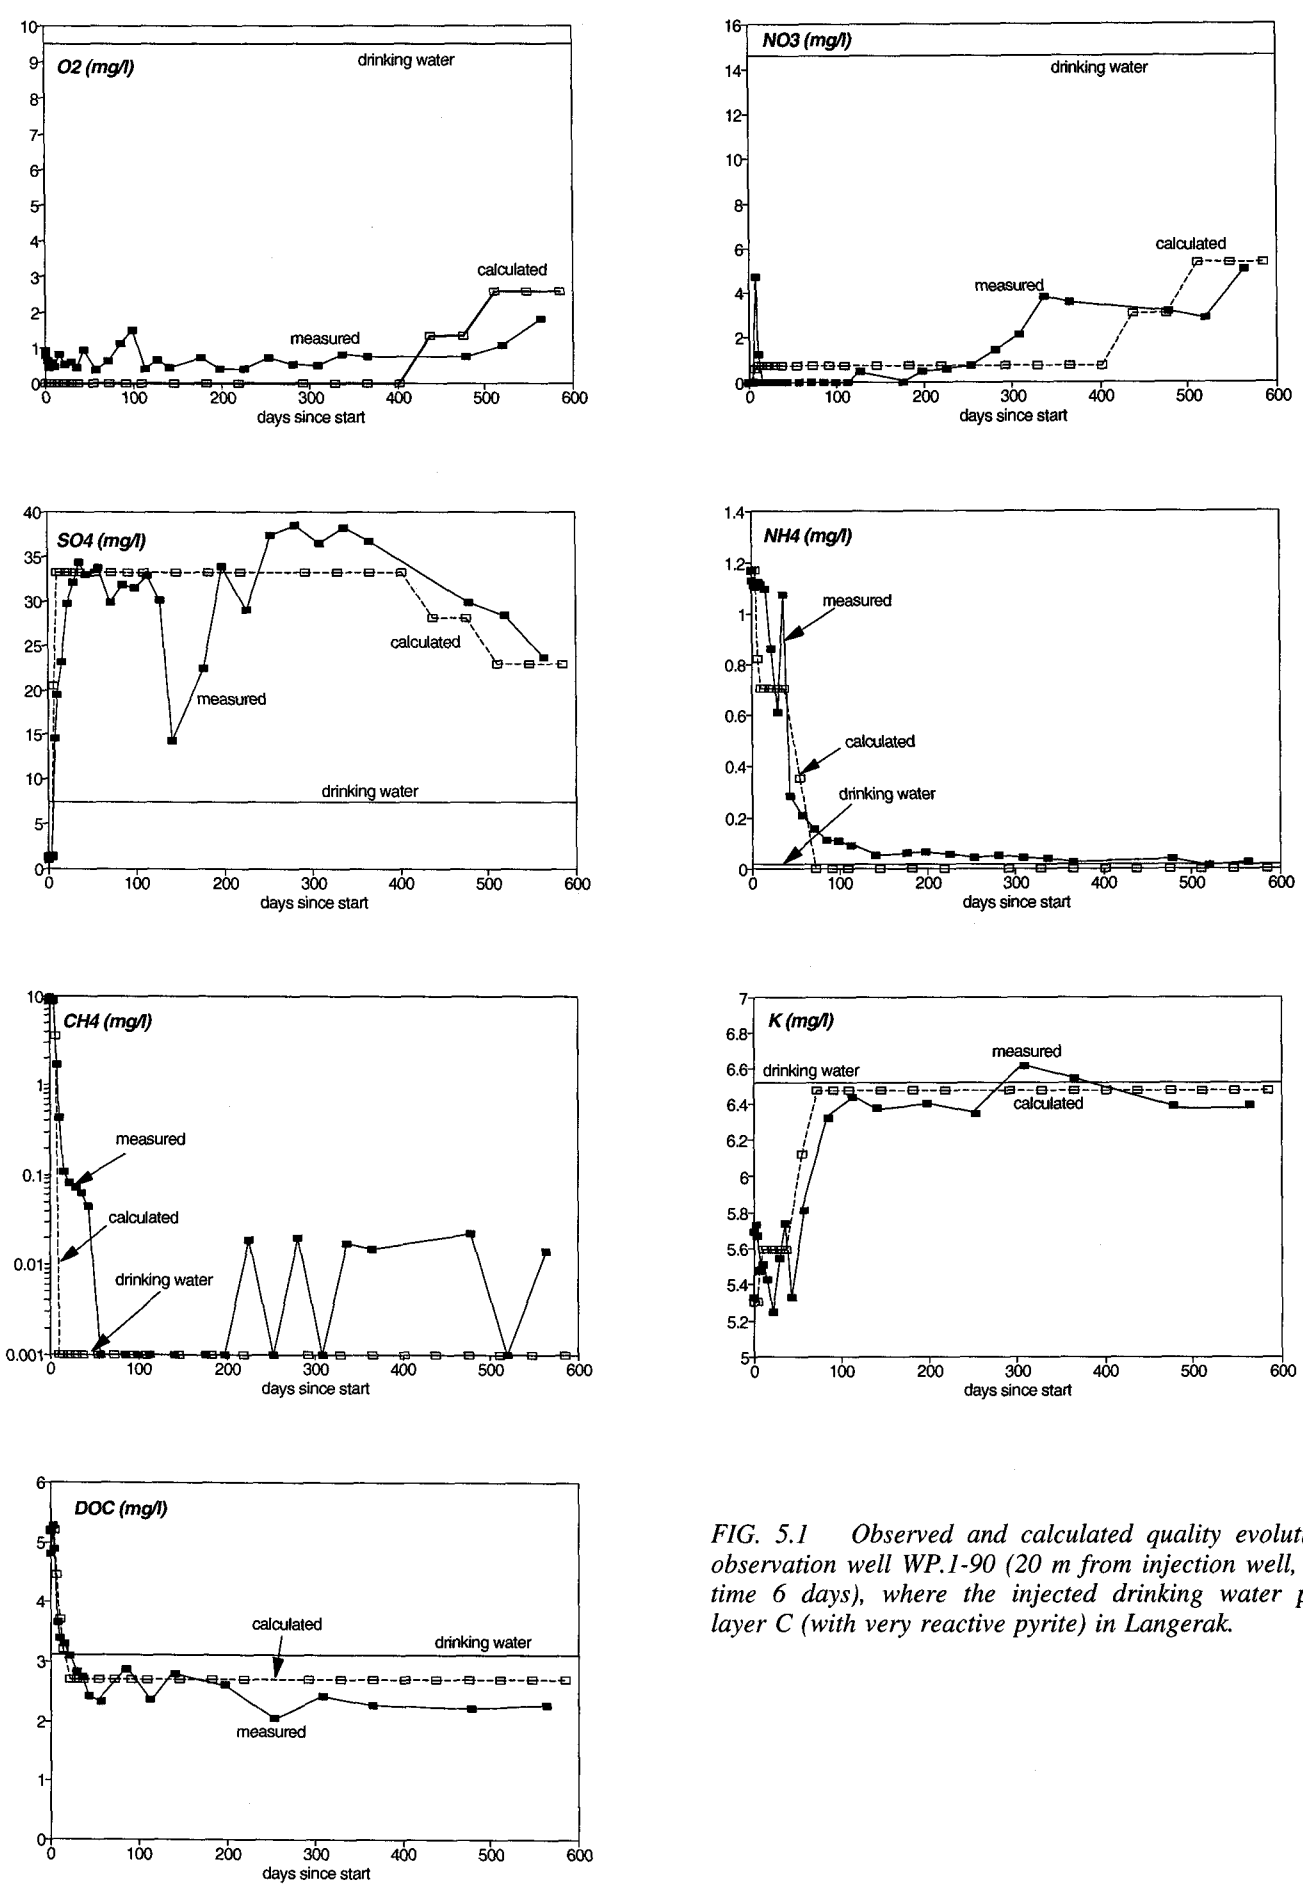 10
9
8
7
6
5
4
3
2
1
0
O2 (mg/l)
drinking water
calculated
measured
0 100 200 300 400 500 600
days since start
16
14
12
10
8
6
4
2
0
NO3 (mg/l)
drinking water
calculated
measured
0 100 200 300 400 500 600
days since start
40
35
30
25
20
15
10
5
0
SO4 (mg/l)
calculated
measured
drinking water
0 100 200 300 400 500 600
days since start
1.4
1.2
1
0.8
0.6
0.4
0.2
0
NH4 (mg/l)
measured
calculated
drinking water
0 100 200 300 400 500 600
days since start
10
1
0.1
0.01
0.001
CH4 (mg/l)
measured
calculated
drinking water
0 100 200 300 400 500 600
days since start
7
6.8
6.6
6.4
6.2
6
5.8
5.6
5.4
5.2
5
K (mg/l)
measured
drinking water
calculated
0 100 200 300 400 500 600
days since start
6
5
4
3
2
1
0
DOC (mg/l)
calculated
drinking water
measured
0 100 200 300 400 500 600
days since start
FIG. 5.1 Observed and calculated quality evolut
observation well WP.1-90 (20 m from injection well,
time 6 days), where the injected drinking water p
layer C (with very reactive pyrite) in Langerak.